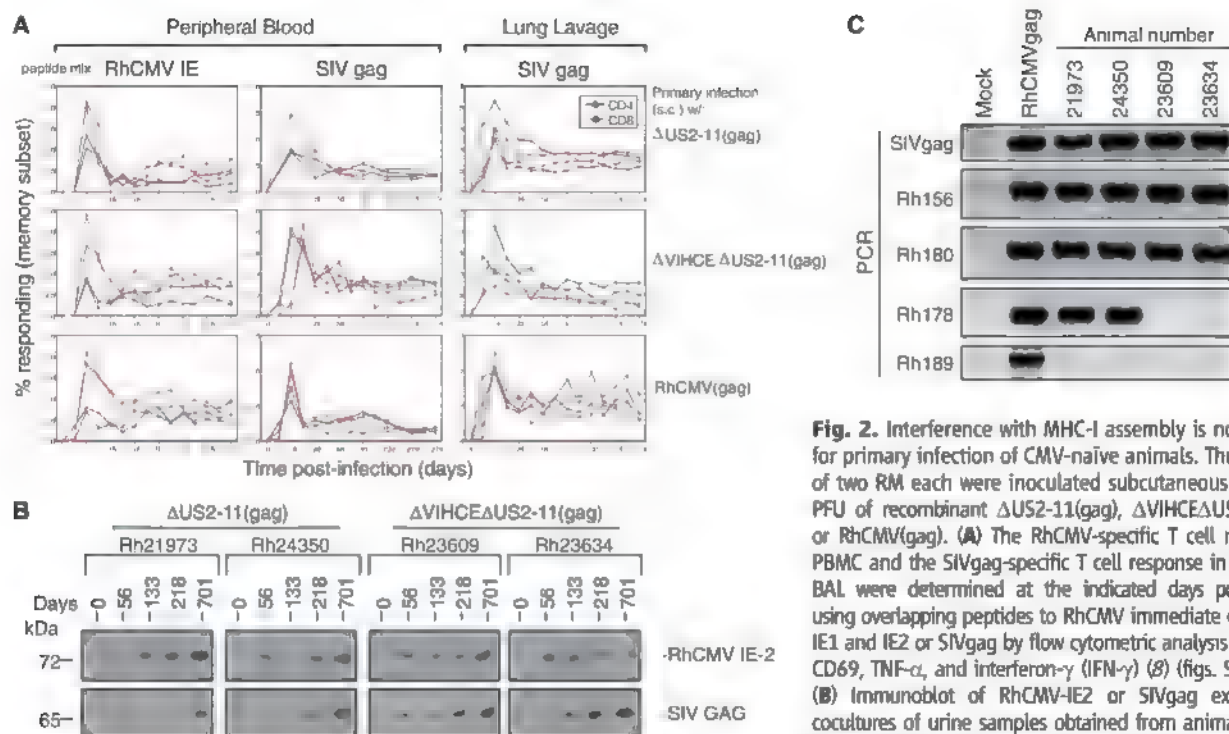 A
Peripheral Blood
Lung Lavage
peptide mix RhCMV IE
SIV gag
SIV gag
% responding (memory subset)
CD4
CD8
Primary infection
(s.c.) w/
ΔUS2-11(gag)
ΔVIHCE ΔUS2-11(gag)
RhCMV(gag)
Time post-infection (days)
B
ΔUS2-11(gag)
ΔVIHCEΔUS2-11(gag)
Rh21973
Rh24350
Rh23609
Rh23634
Days
-0
-56
-133
-218
-701
-0
-56
-133
-218
-701
-0
-56
-133
-218
-701
-0
-56
-133
-218
-701
kDa
72-
-RhCMV IE-2
65-
-SIV GAG
C
Animal number
Mock
RhCMVgag
21973
24350
23609
23634
PCR
SIVgag
Rh156
Rh180
Rh178
Rh189
Fig. 2. Interference with MHC-I assembly is no
for primary infection of CMV-naïve animals. Thu
of two RM each were inoculated subcutaneous
PFU of recombinant ΔUS2-11(gag), ΔVIHCEΔUS
or RhCMV(gag). (A) The RhCMV-specific T cell r
PBMC and the SIVgag-specific T cell response in
BAL were determined at the indicated days p
using overlapping peptides to RhCMV immediate
IE1 and IE2 or SIVgag by flow cytometric analysis
CD69, TNF-α, and interferon-γ (IFN-γ) (8) (figs. S
(B) Immunoblot of RhCMV-IE2 or SIVgag ex
cocultures of urine samples obtained from anima